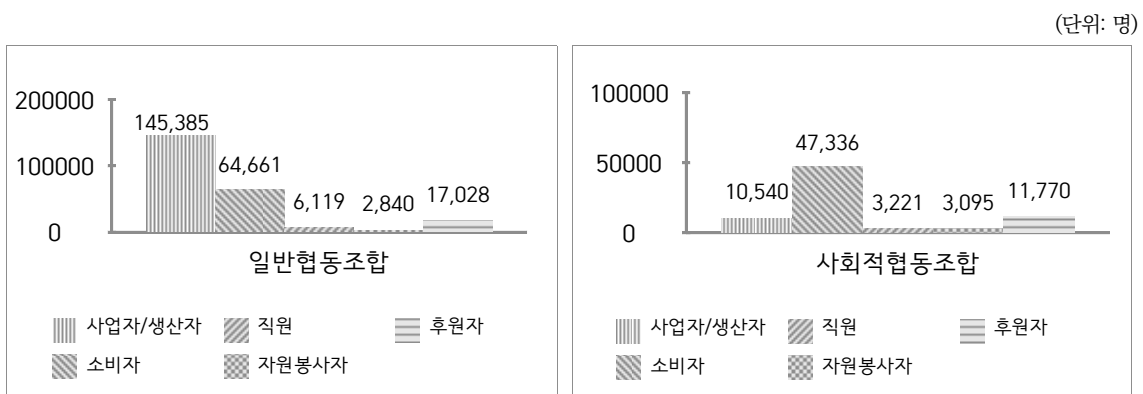 (단위: 명)
200000
145,385
100000
64,661
6,119 2,840 17,028
0
일반협동조합
사업자/생산자 직원 후원자
소비자 자원봉사자
100000
47,336
50000
10,540 3,221 3,095 11,770
0
사회적협동조합
사업자/생산자 직원 후원자
소비자 자원봉사자